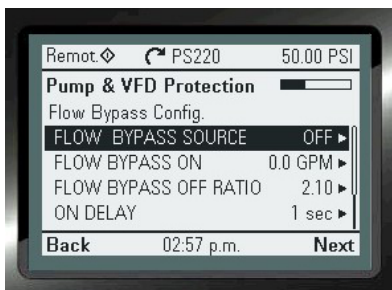 Remot. PS220 50.00 PSI
Pump & VFD Protection
Flow Bypass Config.
FLOW BYPASS SOURCE OFF
FLOW BYPASS ON 0.0 GPM
FLOW BYPASS OFF RATIO 2.10
ON DELAY 1 sec
Back 02:57 p.m. Next